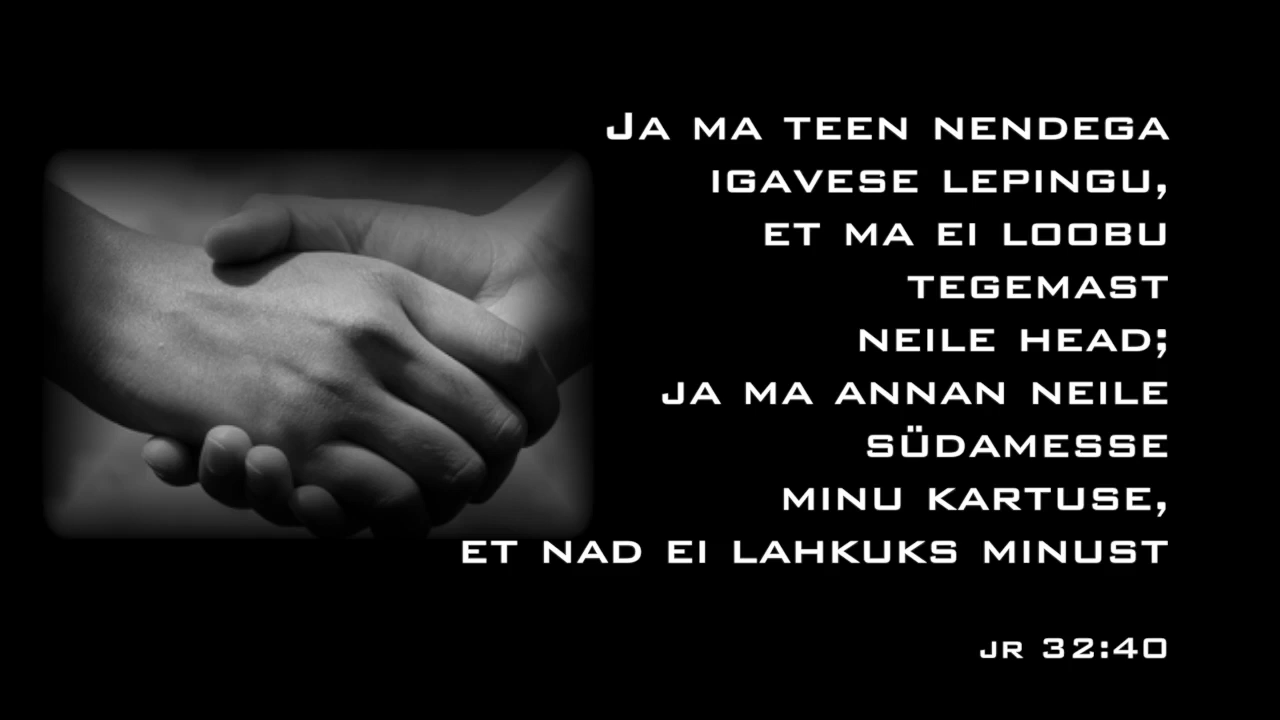 Ja ma teen nendega
igavese lepingu,
et ma ei loobu
tegemast
neile head;
ja ma annan neile
südamesse
minu kartuse,
et nad ei lahkuks minust
jr 32:40